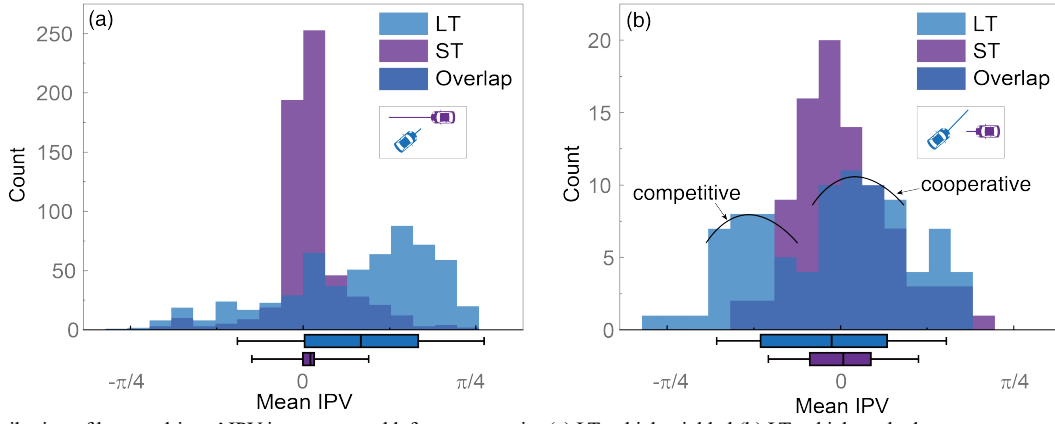 (a)
LT
ST
Overlap
250
200
150
100
50
0
Count
-π/4
0
π/4
Mean IPV
(b)
LT
ST
Overlap
20
15
10
5
0
Count
competitive
cooperative
-π/4
0
π/4
Mean IPV